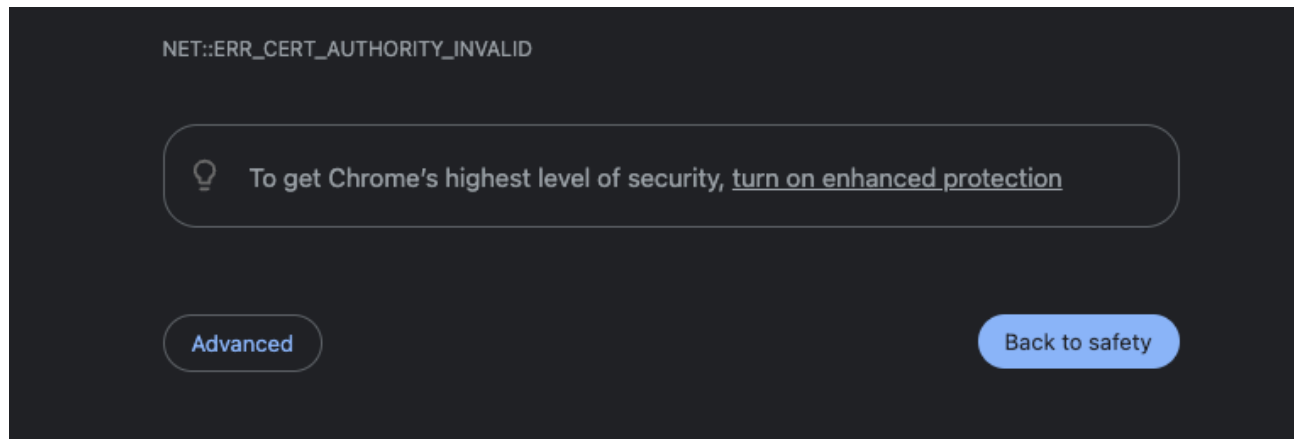 NET::ERR_CERT_AUTHORITY_INVALID
To get Chrome’s highest level of security, turn on enhanced protection
Advanced
Back to safety